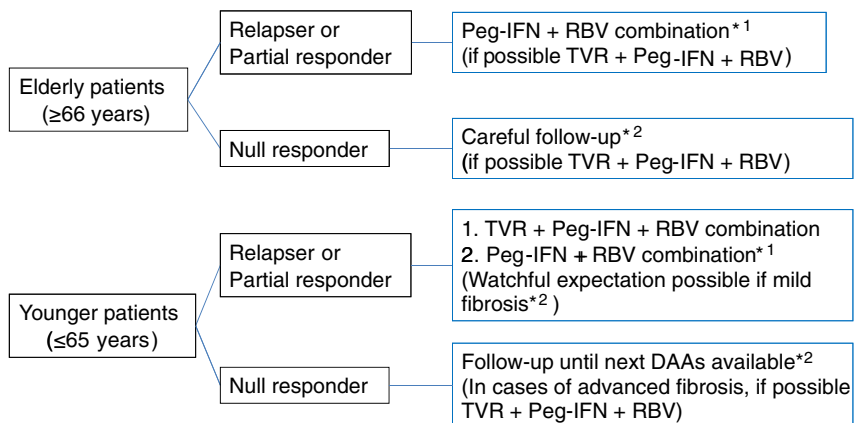 Elderly patients
(≥66 years)
Relapser or
Partial responder
Peg-IFN + RBV combination*1
(if possible TVR + Peg-IFN + RBV)
Null responder
Careful follow-up*2
(if possible TVR + Peg-IFN + RBV)
Younger patients
(≤65 years)
Relapser or
Partial responder
1. TVR + Peg-IFN + RBV combination
2. Peg-IFN + RBV combination*1
(Watchful expectation possible if mild
fibrosis*2 )
Null responder
Follow-up until next DAAs available*2
(In cases of advanced fibrosis, if possible
TVR + Peg-IFN + RBV)